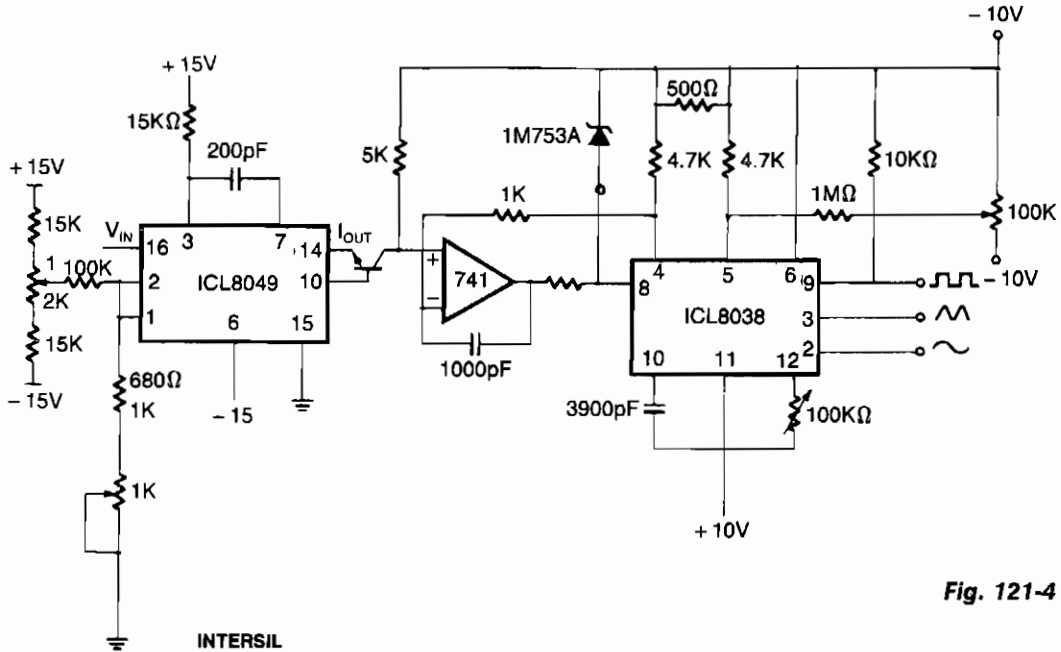 − 10V
+ 15V
500Ω
15KΩ
200pF
5K
1M753A
4.7K
4.7K
10KΩ
+ 15V
1K
1MΩ
100K
15K
V_IN
I_OUT
16
3
7
14
+
741
−
4
5
6
9
− 10V
1
100K
2
ICL8049
10
8
ICL8038
3
2K
1
6
15
10
11
12
2
15K
1000pF
− 15V
680Ω
1K
− 15
3900pF
100KΩ
1K
+ 10V
Fig. 121-4
INTERSIL